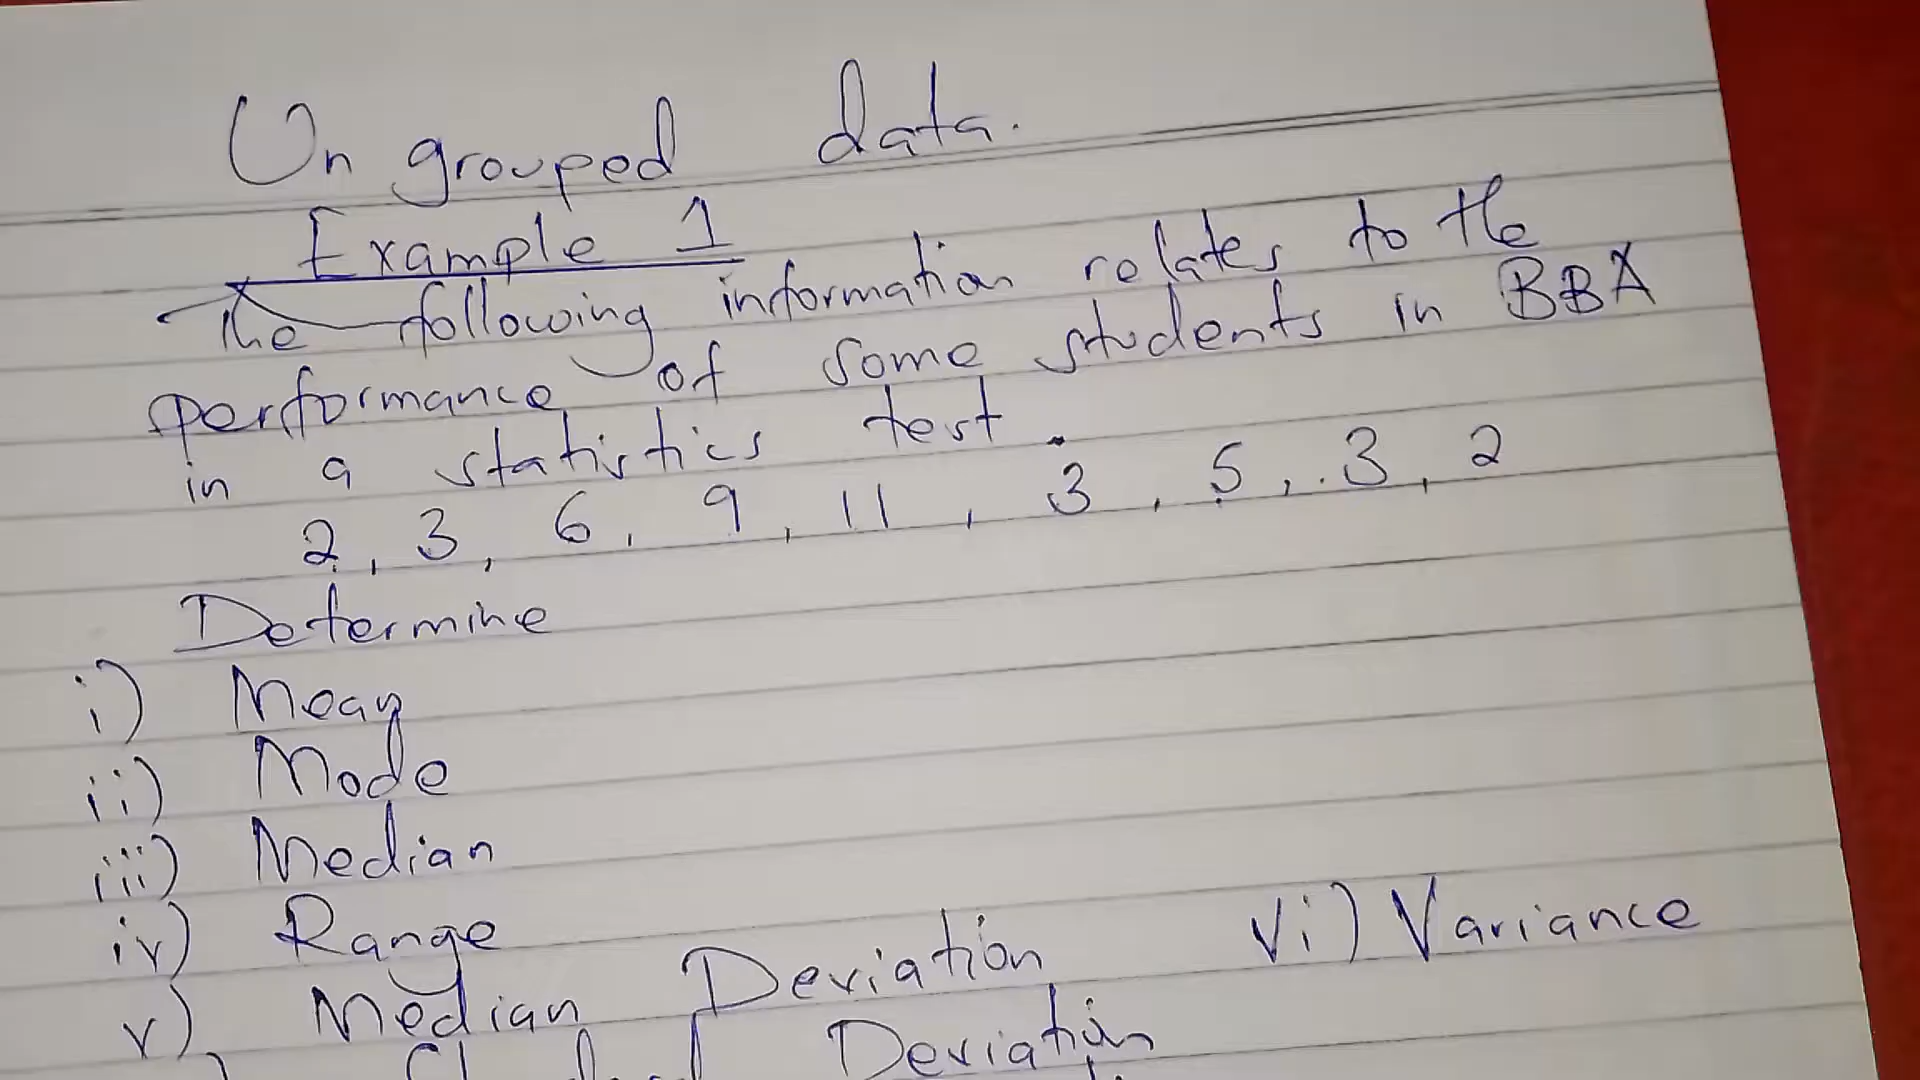 Un grouped data.
Example 1
The following information relates to the
performance of some students in BBA
in a statistics test.
2, 3, 6, 9, 11, 3, 5, 3, 2
Determine
i) Mean
ii) Mode
iii) Median
iv) Range
v) Median Deviation vi) Variance
Deviation